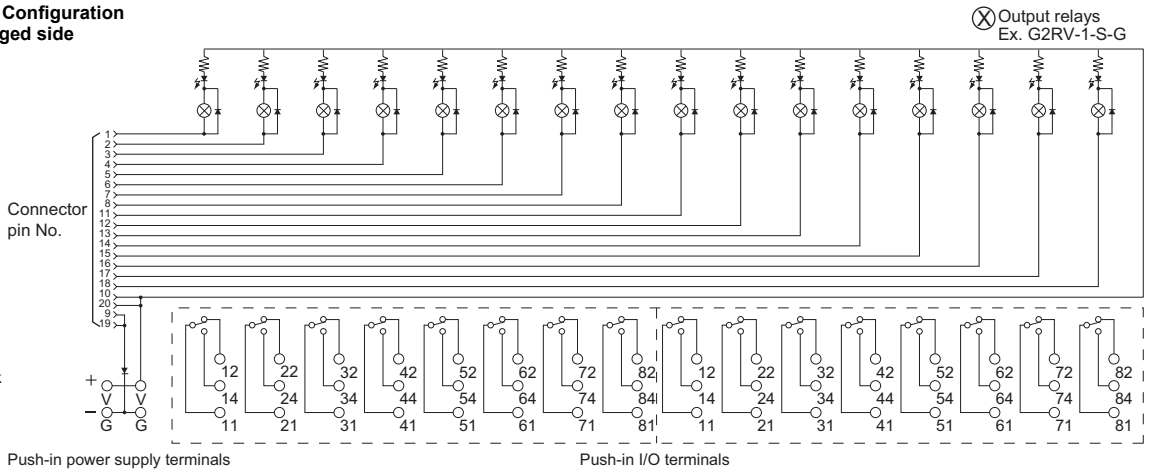 Configuration
ged side
Output relays
Ex. G2RV-1-S-G
1
2
3
4
5
6
7
8
11
12
13
14
15
16
17
18
10
20
9
19
Connector
pin No.
12 22 32 42 52 62 72 82 12 22 32 42 52 62 72 82
+
V V
14 24 34 44 54 64 74 84 14 24 34 44 54 64 74 84
−
G G
11 21 31 41 51 61 71 81 11 21 31 41 51 61 71 81
Push-in power supply terminals
Push-in I/O terminals